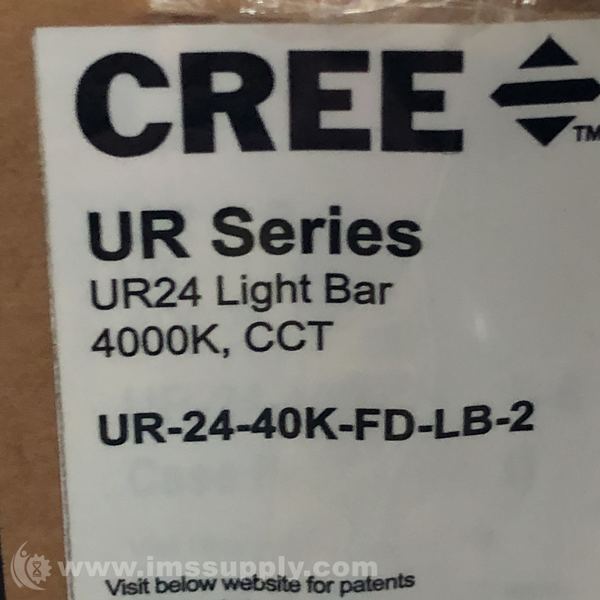 CREE
TM
UR Series
UR24 Light Bar
4000K, CCT
UR-24-40K-FD-LB-2
www.imssupply.com
Visit below website for patents